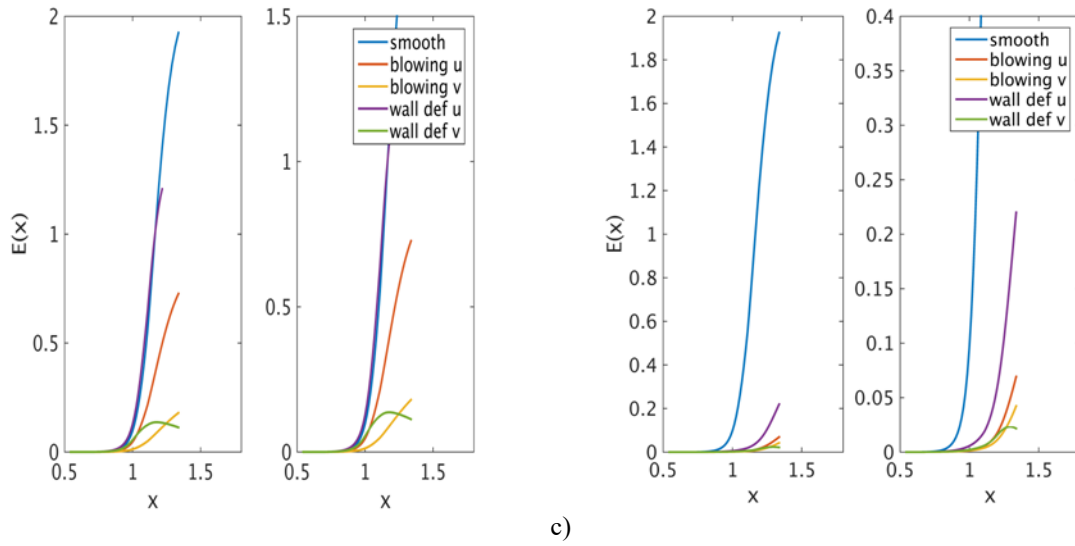 2
1.5
1
0.5
0
0.5
1
1.5
E(x)
x
1.5
1
0.5
0
0.5
1
1.5
x
smooth
blowing u
blowing v
wall def u
wall def v
2
1.8
1.6
1.4
1.2
1
0.8
0.6
0.4
0.2
0
0.5
1
1.5
E(x)
x
0.4
0.35
0.3
0.25
0.2
0.15
0.1
0.05
0
0.5
1
1.5
x
smooth
blowing u
blowing v
wall def u
wall def v
c)